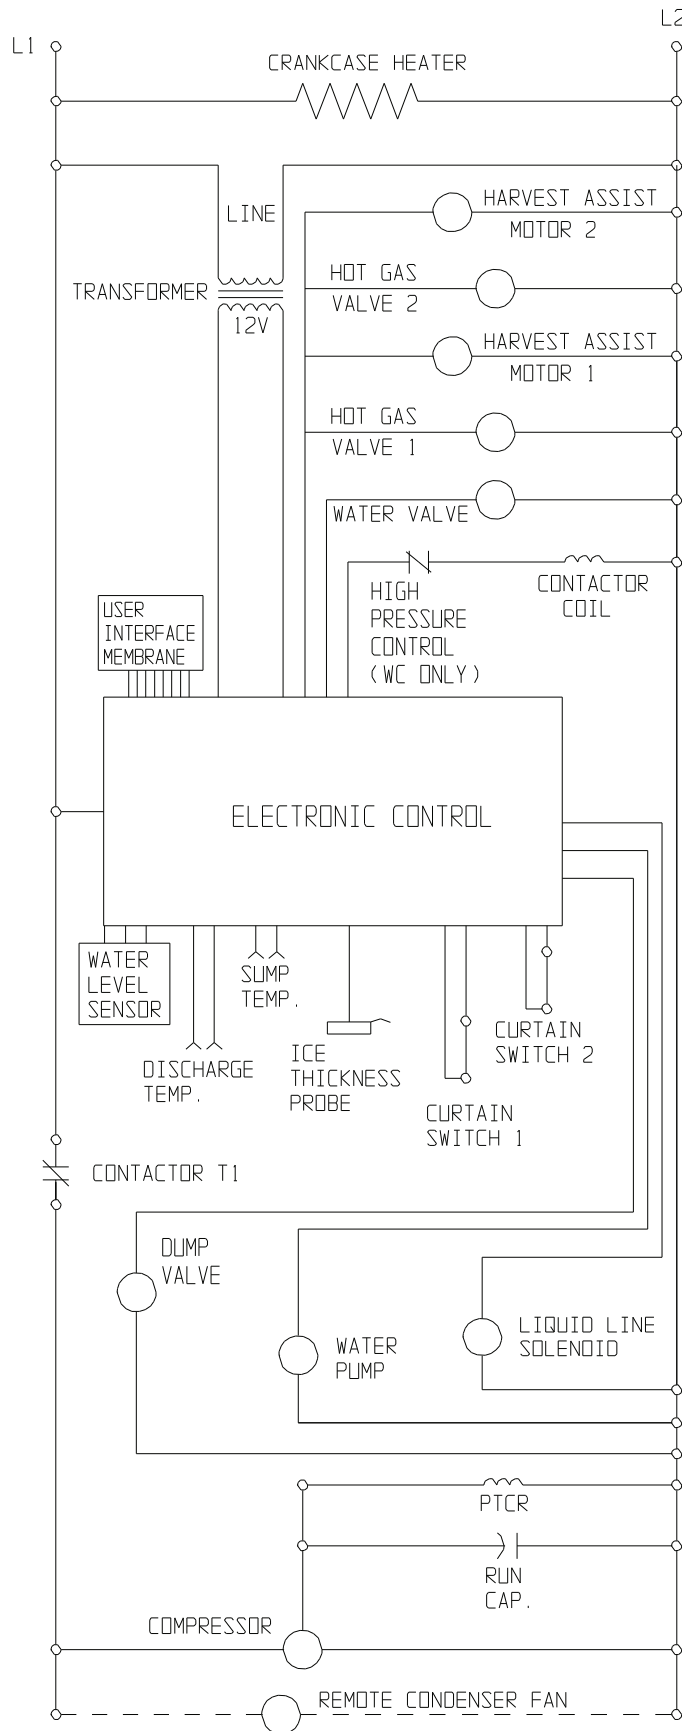 L2
L1
CRANKCASE HEATER
HARVEST ASSIST
MOTOR 2
LINE
HOT GAS
VALVE 2
TRANSFORMER
12V
HARVEST ASSIST
MOTOR 1
HOT GAS
VALVE 1
WATER VALVE
HIGH
PRESSURE
CONTROL
(WC ONLY)
CONTACTOR
COIL
USER
INTERFACE
MEMBRANE
ELECTRONIC CONTROL
WATER
LEVEL
SENSOR
SUMP
TEMP.
DISCHARGE
TEMP.
ICE
THICKNESS
PROBE
CURTAIN
SWITCH 2
CURTAIN
SWITCH 1
CONTACTOR T1
DUMP
VALVE
WATER
PUMP
LIQUID LINE
SOLENOID
PTCR
RUN
CAP.
COMPRESSOR
REMOTE CONDENSER FAN